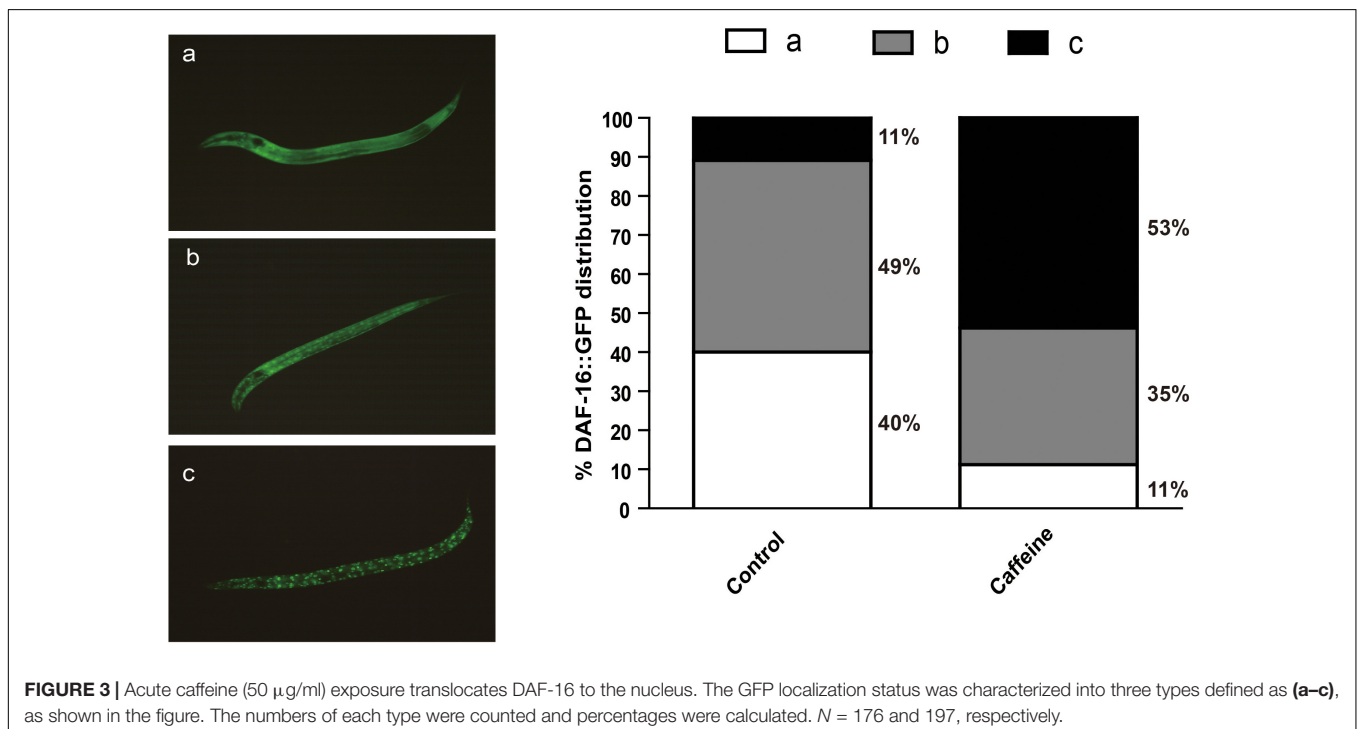 a
b
c
a b c
% DAF-16::GFP distribution
100
90
80
70
60
50
40
30
20
10
0
11%
49%
40%
53%
35%
11%
Control
Caffeine
FIGURE 3 | Acute caffeine (50 μg/ml) exposure translocates DAF-16 to the nucleus. The GFP localization status was characterized into three types defined as (a–c),
as shown in the figure. The numbers of each type were counted and percentages were calculated. N = 176 and 197, respectively.